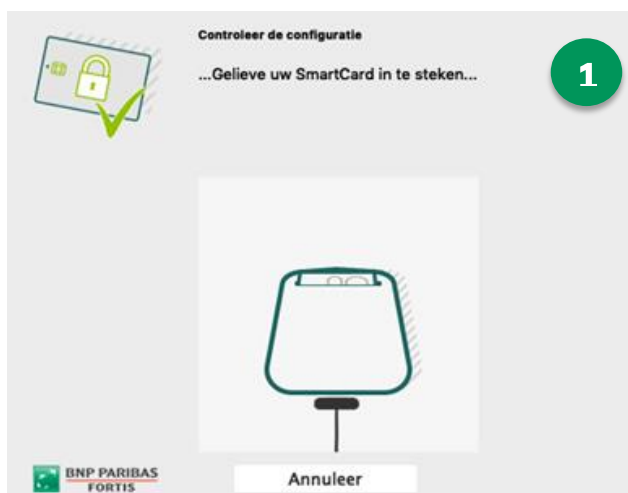 Controleer de configuratie
...Gelieve uw SmartCard in te steken...
1
BNP PARIBAS
FORTIS
Annuleer